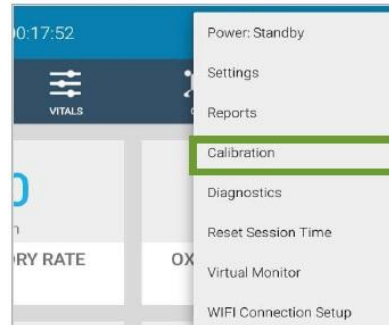 0:17:52
VITALS
RY RATE
OX
Power: Standby
Settings
Reports
Calibration
Diagnostics
Reset Session Time
Virtual Monitor
WIFI Connection Setup